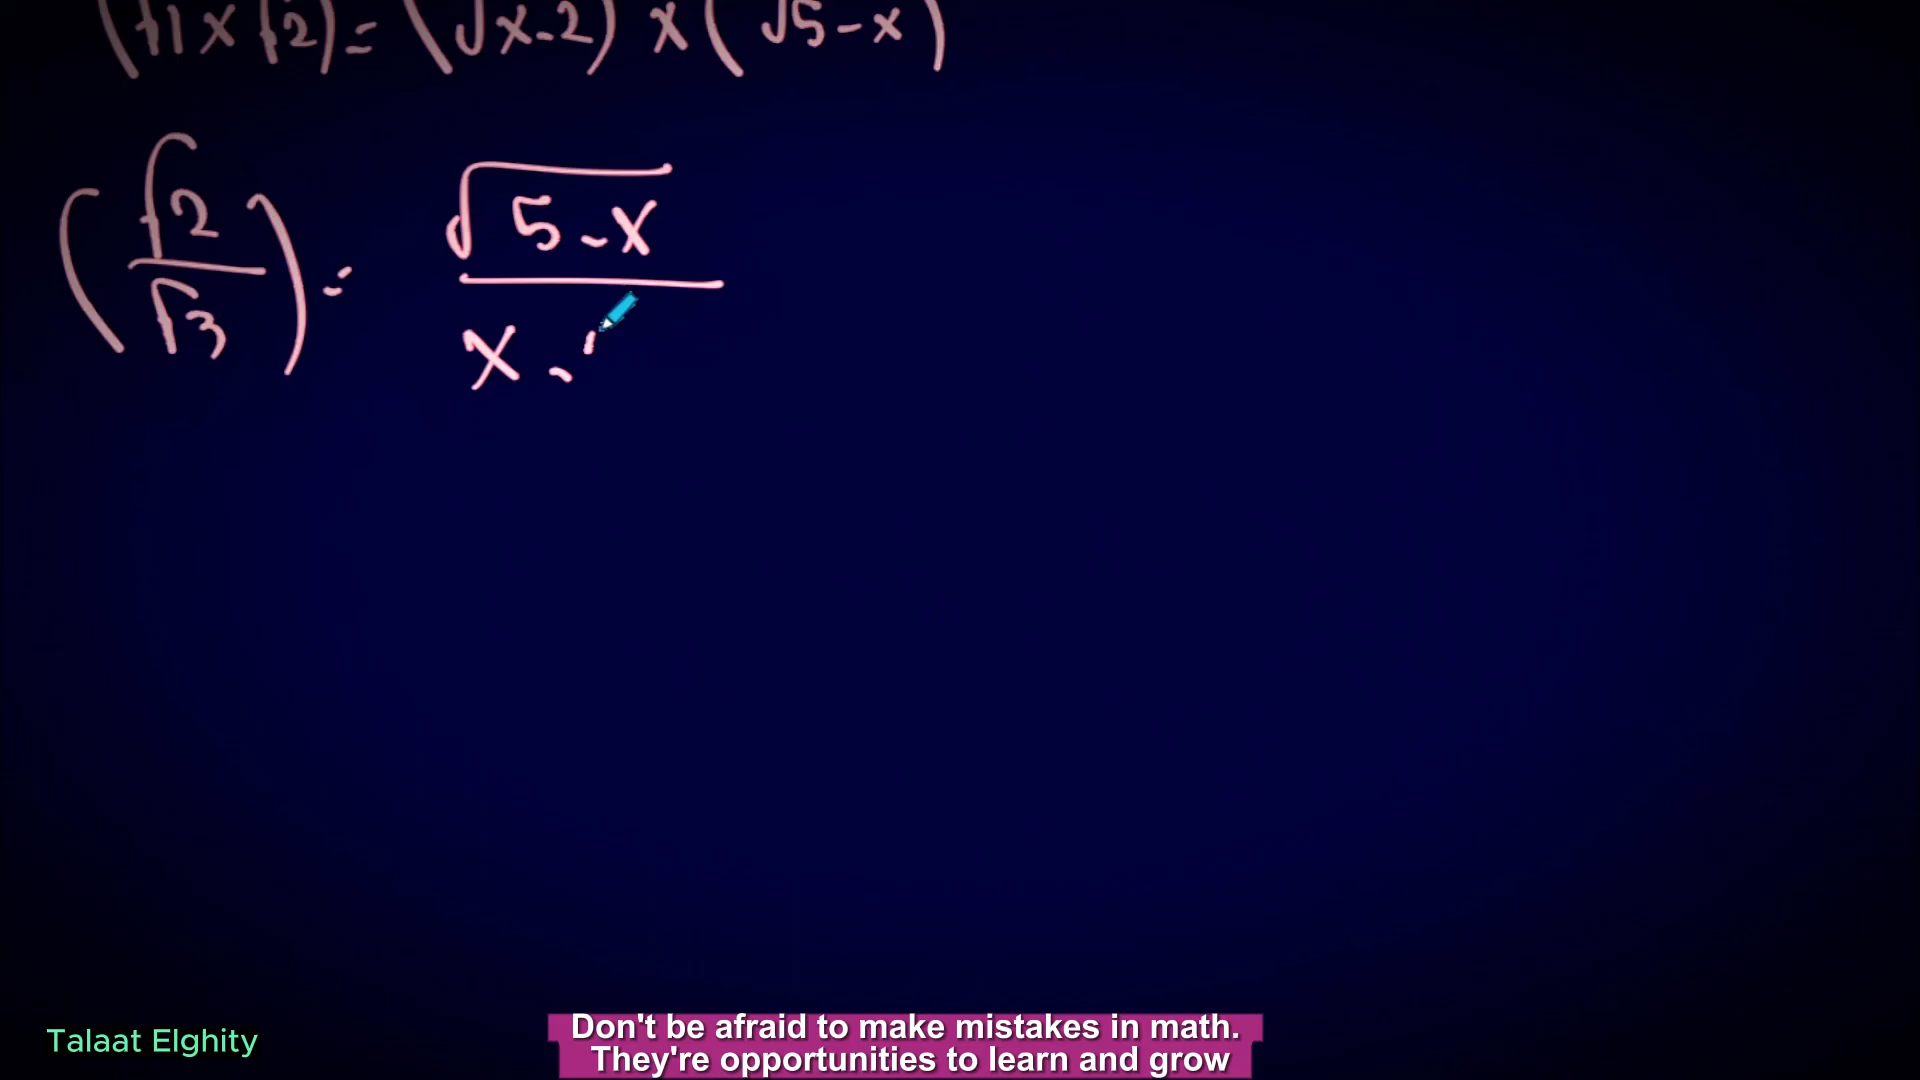 (f1 x f2) = (√x-2) x (√5-x)
(f2/f3) = √5-x / x -
Don't be afraid to make mistakes in math.
They're opportunities to learn and grow
Talaat Elghity